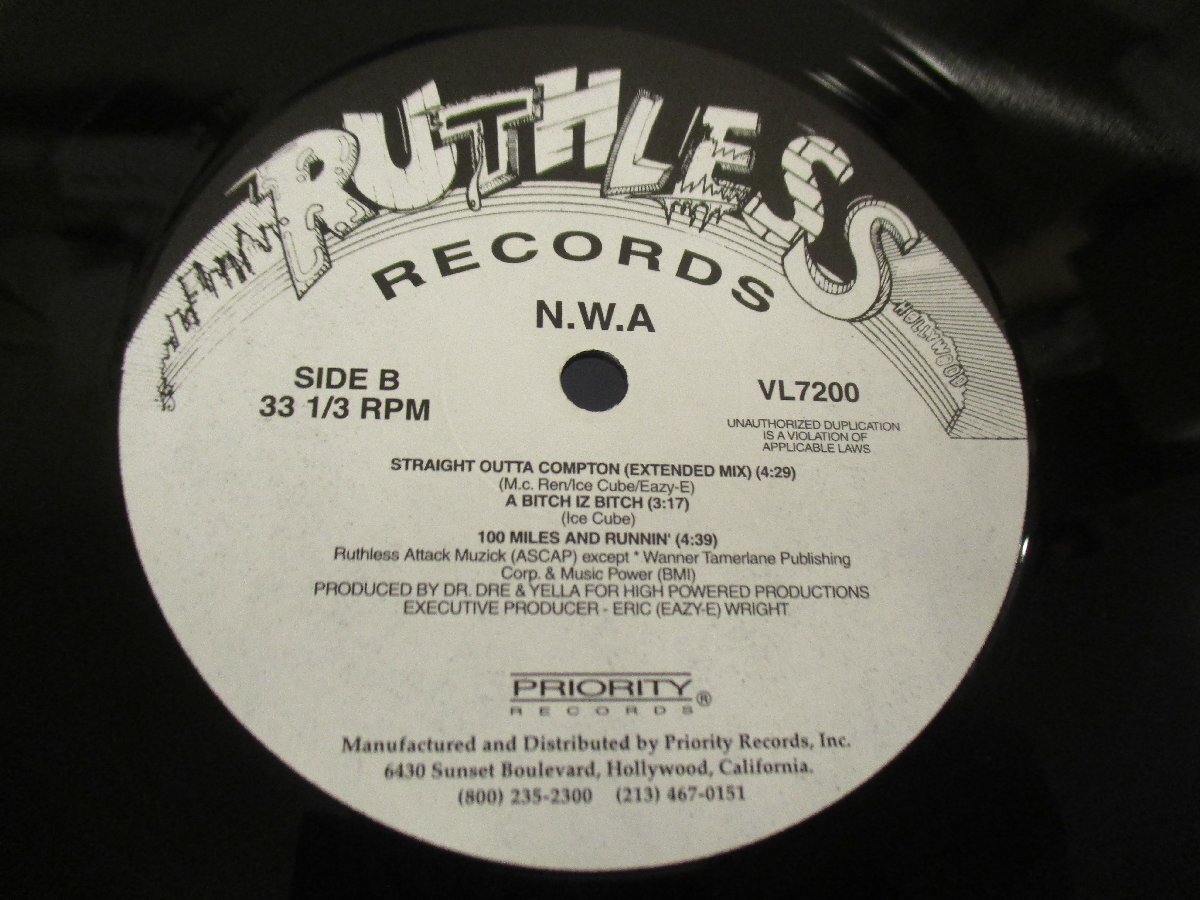 RUTHLESS
RECORDS
N.W.A
HOLLYWOOD
SIDE B
33 1/3 RPM
VL7200
UNAUTHORIZED DUPLICATION
IS A VIOLATION OF
APPLICABLE LAWS
STRAIGHT OUTTA COMPTON (EXTENDED MIX) (4:29)
(M.c. Ren/Ice Cube/Eazy-E)
A BITCH IZ BITCH (3:17)
(Ice Cube)
100 MILES AND RUNNIN' (4:39)
Ruthless Attack Muzick (ASCAP) except * Wanner Tamerlane Publishing
Corp. & Music Power (BMI)
PRODUCED BY DR. DRE & YELLA FOR HIGH POWERED PRODUCTIONS
EXECUTIVE PRODUCER - ERIC (EAZY-E) WRIGHT
PRIORITY ®
RECORDS
Manufactured and Distributed by Priority Records, Inc.
6430 Sunset Boulevard, Hollywood, California.
(800) 235-2300 (213) 467-0151